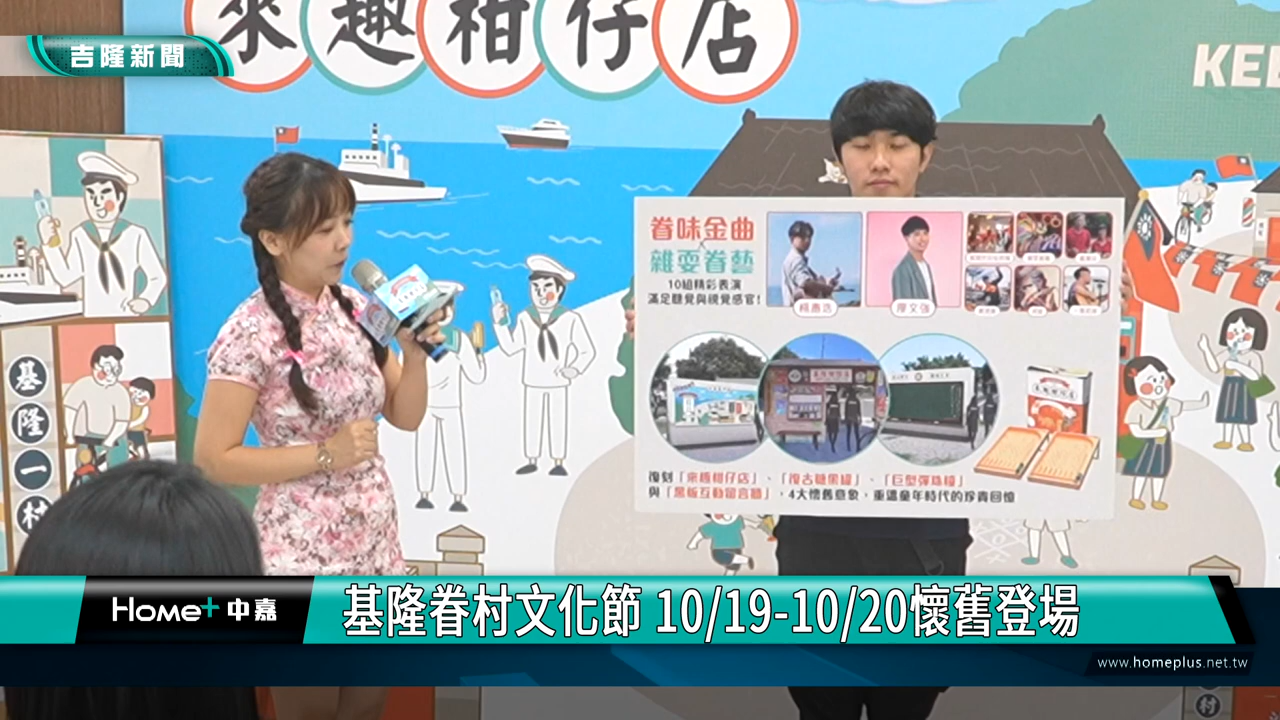 來趣柑仔店
吉隆新聞
KEE
眷味金曲
×
雜耍眷藝
10組精彩表演
滿足聽覺與視覺感官!
廖文強
復刻「來趣柑仔店」、「復古糖果罐」、「巨型彈珠檯」
與「黑板互動留言牆」,4大懷舊意象,重溫童年時代的珍貴回憶
基隆一村
Home+中嘉
基隆眷村文化節 10/19-10/20懷舊登場
www.homeplus.net.tw
村